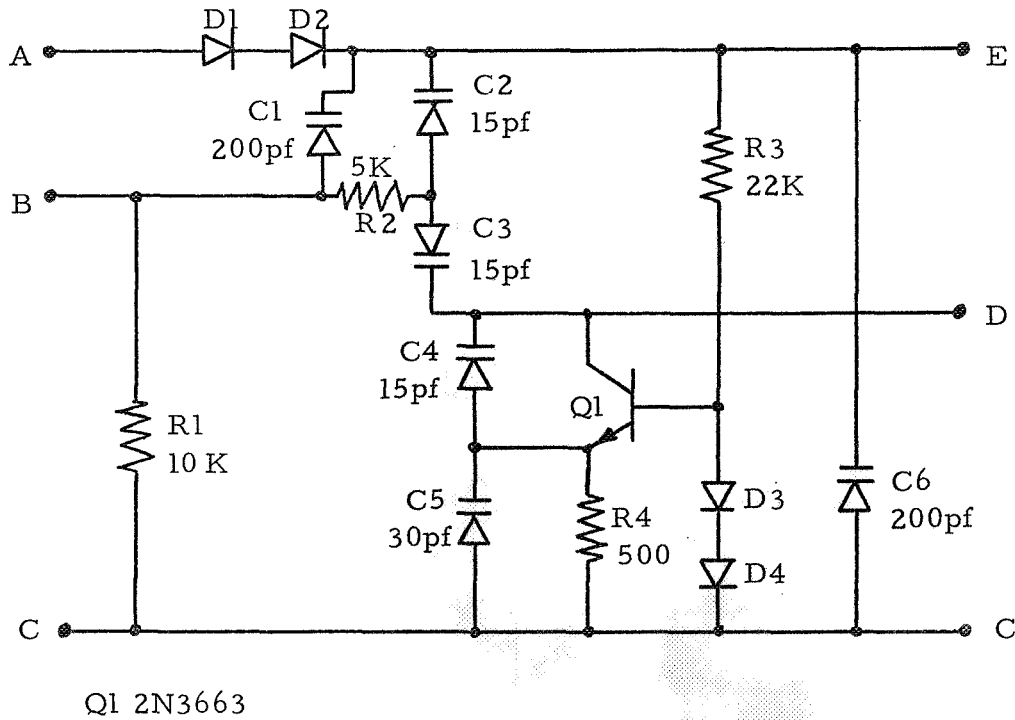 D1 D2
A
E
C1
200pf
C2
15pf
R3
22K
5K
B
R2
C3
15pf
D
C4
15pf
Q1
R1
10 K
C5
30pf
R4
500
D3
C6
200pf
D4
C
C
Q1 2N3663